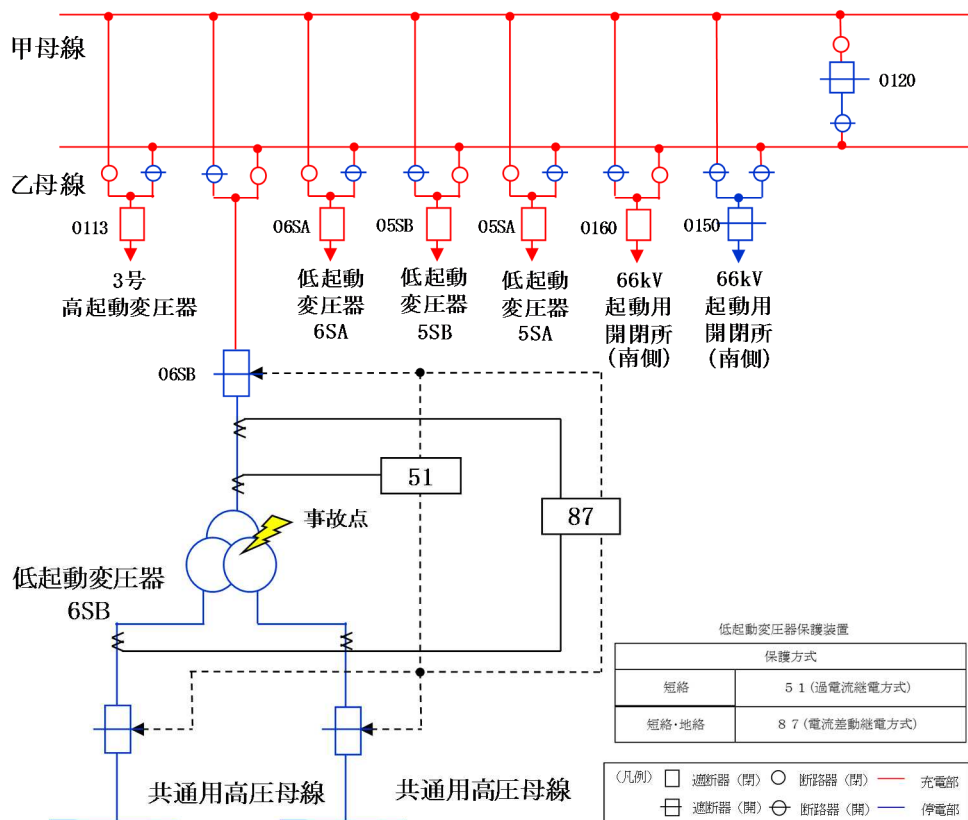 甲母線
0120
乙母線
0113
06SA
05SB
05SA
0160
0150
3号
高起動変圧器
低起動
変圧器
6SA
低起動
変圧器
5SB
低起動
変圧器
5SA
66kV
起動用
開閉所
(南側)
66kV
起動用
開閉所
(南側)
06SB
51
87
事故点
低起動変圧器
6SB
低起動変圧器保護装置
保護方式
短絡 51(過電流継電方式)
短絡・地絡 87(電流差動継電方式)
共通用高圧母線
共通用高圧母線
(凡例) 遮断器(閉) 断路器(閉) 充電部
遮断器(開) 断路器(開) 停電部